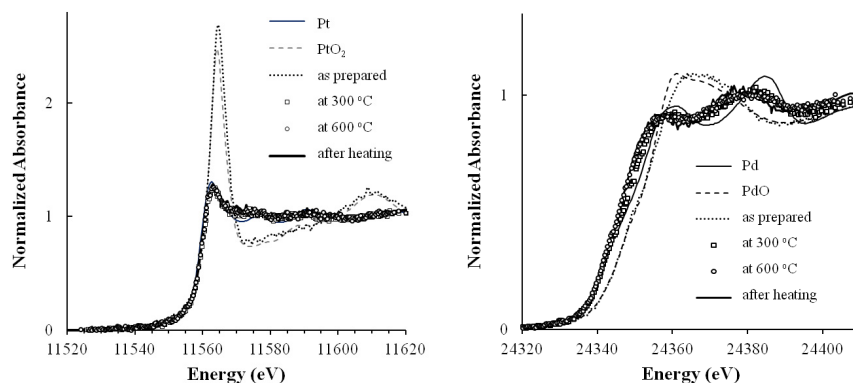 Normalized Absorbance
2
1
0
Pt
PtO₂
as prepared
at 300 °C
at 600 °C
after heating
11520 11540 11560 11580 11600 11620
Energy (eV)
Normalized Absorbance
1
0
Pd
PdO
as prepared
at 300 °C
at 600 °C
after heating
24320 24340 24360 24380 24400
Energy (eV)